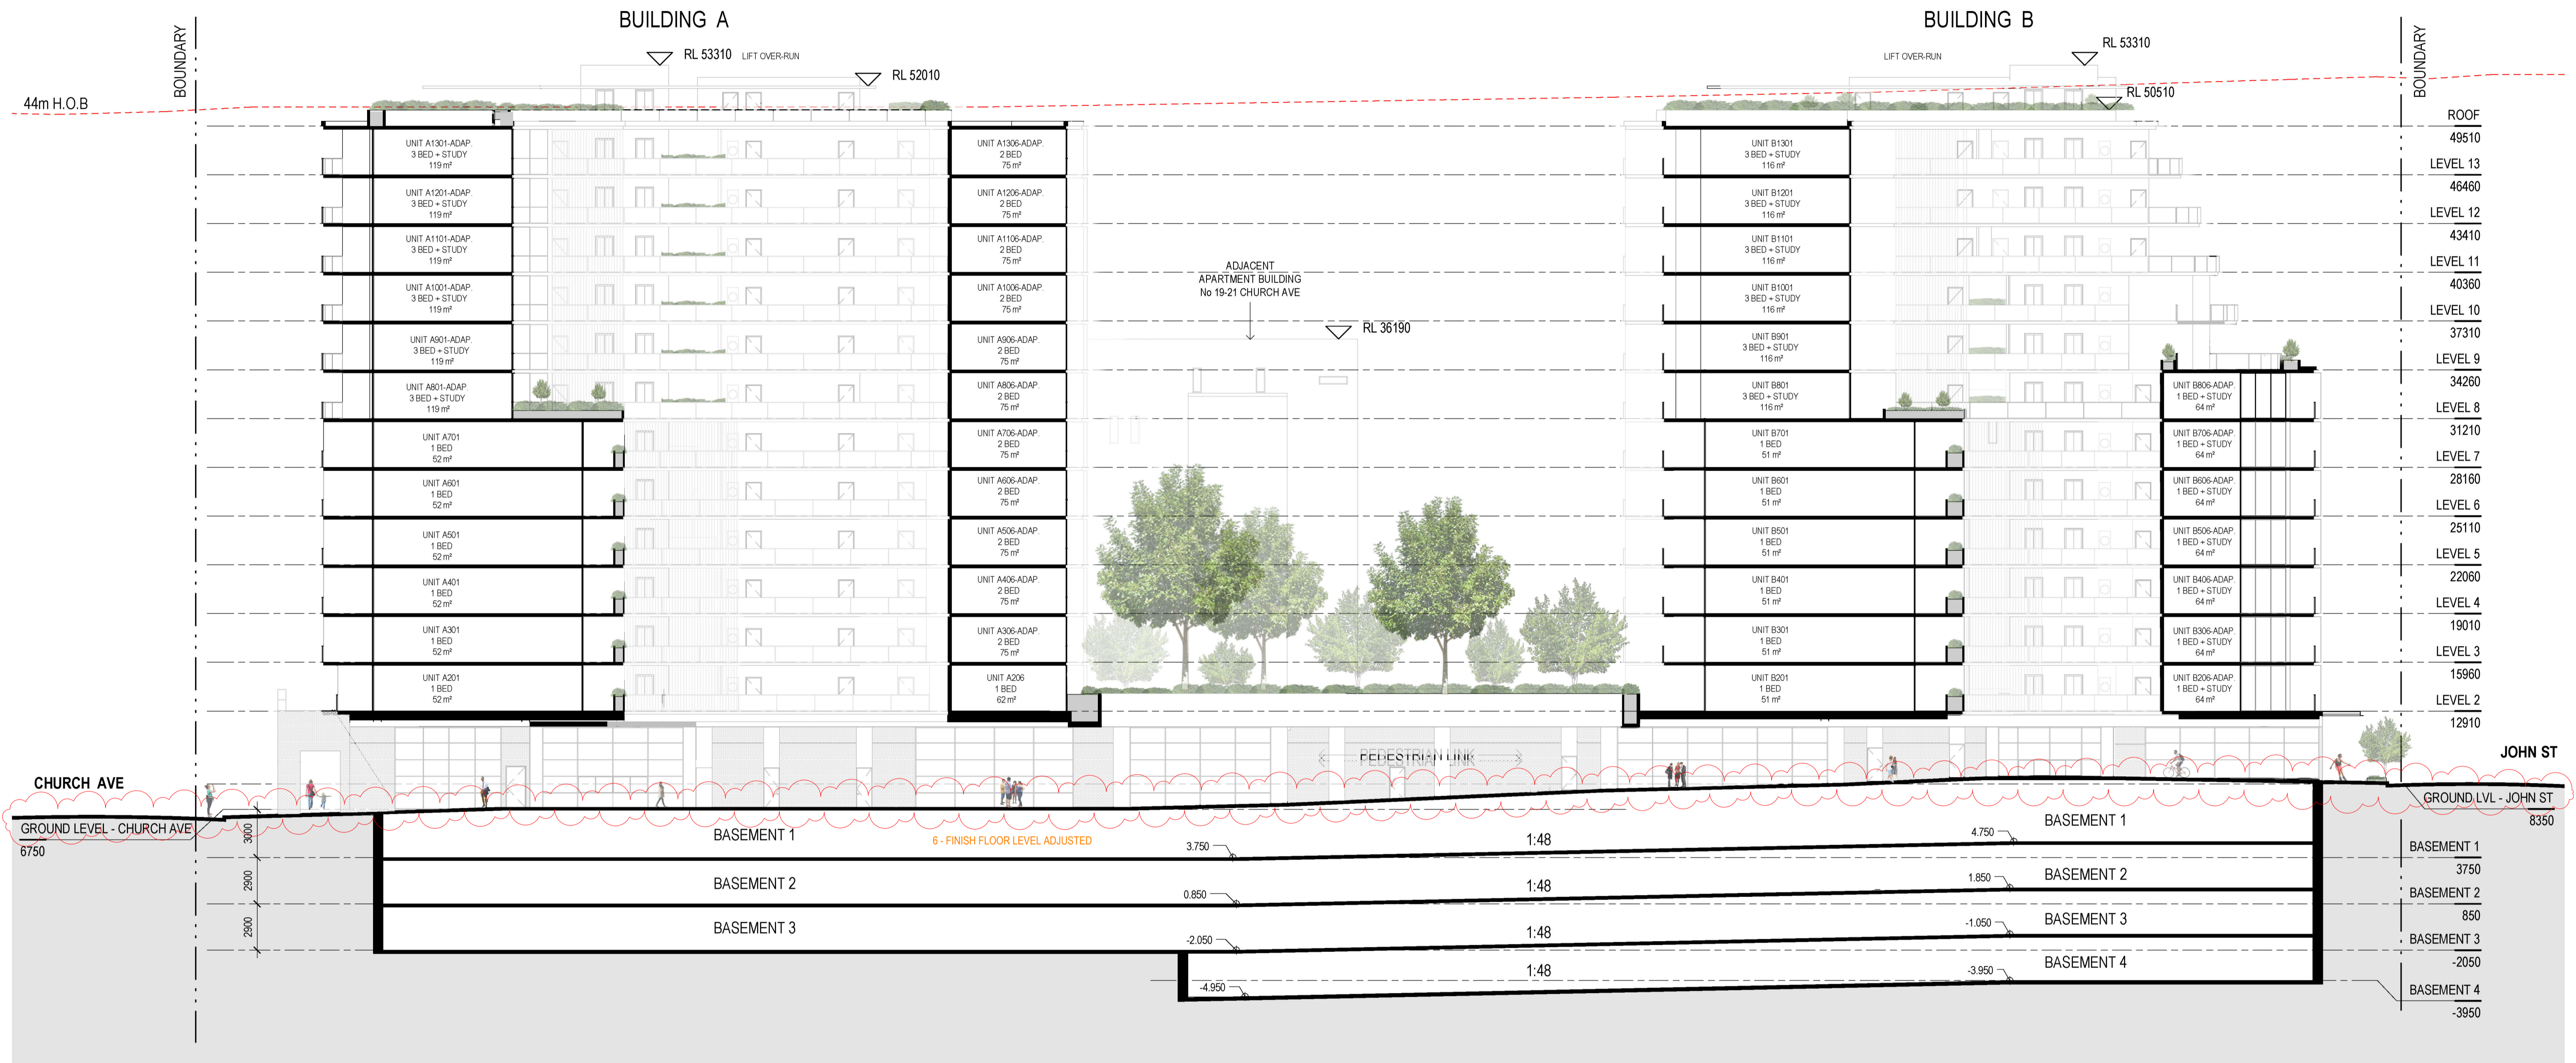 BUILDING A
BUILDING B
BOUNDARY
BOUNDARY
RL 53310 LIFT OVER-RUN
RL 52010
LIFT OVER-RUN
RL 53310
RL 50510
44m H.O.B
UNIT A1301-ADAP.
3 BED + STUDY
119 m²
UNIT A1201-ADAP.
3 BED + STUDY
119 m²
UNIT A1101-ADAP.
3 BED + STUDY
119 m²
UNIT A1001-ADAP.
3 BED + STUDY
119 m²
UNIT A901-ADAP.
3 BED + STUDY
119 m²
UNIT A801-ADAP.
3 BED + STUDY
119 m²
UNIT A701
1 BED
52 m²
UNIT A601
1 BED
52 m²
UNIT A501
1 BED
52 m²
UNIT A401
1 BED
52 m²
UNIT A301
1 BED
52 m²
UNIT A201
1 BED
52 m²
UNIT A1306-ADAP.
2 BED
75 m²
UNIT A1206-ADAP.
2 BED
75 m²
UNIT A1106-ADAP.
2 BED
75 m²
UNIT A1006-ADAP.
2 BED
75 m²
UNIT A906-ADAP.
2 BED
75 m²
UNIT A806-ADAP.
2 BED
75 m²
UNIT A706-ADAP.
2 BED
75 m²
UNIT A606-ADAP.
2 BED
75 m²
UNIT A506-ADAP.
2 BED
75 m²
UNIT A406-ADAP.
2 BED
75 m²
UNIT A306-ADAP.
2 BED
75 m²
UNIT A206
1 BED
62 m²
ADJACENT
APARTMENT BUILDING
No 19-21 CHURCH AVE
RL 36190
UNIT B1301
3 BED + STUDY
116 m²
UNIT B1201
3 BED + STUDY
116 m²
UNIT B1101
3 BED + STUDY
116 m²
UNIT B1001
3 BED + STUDY
116 m²
UNIT B901
3 BED + STUDY
116 m²
UNIT B801
3 BED + STUDY
116 m²
UNIT B701
1 BED
51 m²
UNIT B601
1 BED
51 m²
UNIT B501
1 BED
51 m²
UNIT B401
1 BED
51 m²
UNIT B301
1 BED
51 m²
UNIT B201
1 BED
51 m²
UNIT B806-ADAP.
1 BED + STUDY
64 m²
UNIT B706-ADAP.
1 BED + STUDY
64 m²
UNIT B606-ADAP.
1 BED + STUDY
64 m²
UNIT B506-ADAP.
1 BED + STUDY
64 m²
UNIT B406-ADAP.
1 BED + STUDY
64 m²
UNIT B306-ADAP.
1 BED + STUDY
64 m²
UNIT B206-ADAP.
1 BED + STUDY
64 m²
ROOF
49510
LEVEL 13
46460
LEVEL 12
43410
LEVEL 11
40360
LEVEL 10
37310
LEVEL 9
34260
LEVEL 8
31210
LEVEL 7
28160
LEVEL 6
25110
LEVEL 5
22060
LEVEL 4
19010
LEVEL 3
15960
LEVEL 2
12910
PEDESTRIAN LINK
CHURCH AVE
JOHN ST
GROUND LEVEL - CHURCH AVE
6750
GROUND LVL - JOHN ST
8350
3000
2900
2900
BASEMENT 1
6 - FINISH FLOOR LEVEL ADJUSTED
3.750
1:48
4.750
BASEMENT 1
BASEMENT 1
3750
BASEMENT 2
0.850
1:48
1.850
BASEMENT 2
BASEMENT 2
850
BASEMENT 3
-2.050
1:48
-1.050
BASEMENT 3
BASEMENT 3
-2050
-4.950
1:48
-3.950
BASEMENT 4
BASEMENT 4
-3950